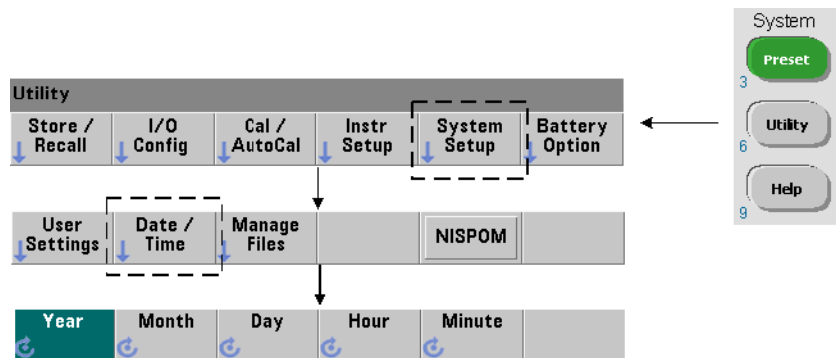 System
Preset
3
Utility
6
Help
9
Utility
Store / Recall
I/O Config
Cal / AutoCal
Instr Setup
System Setup
Battery Option
User Settings
Date / Time
Manage Files
NISPOM
Year
Month
Day
Hour
Minute